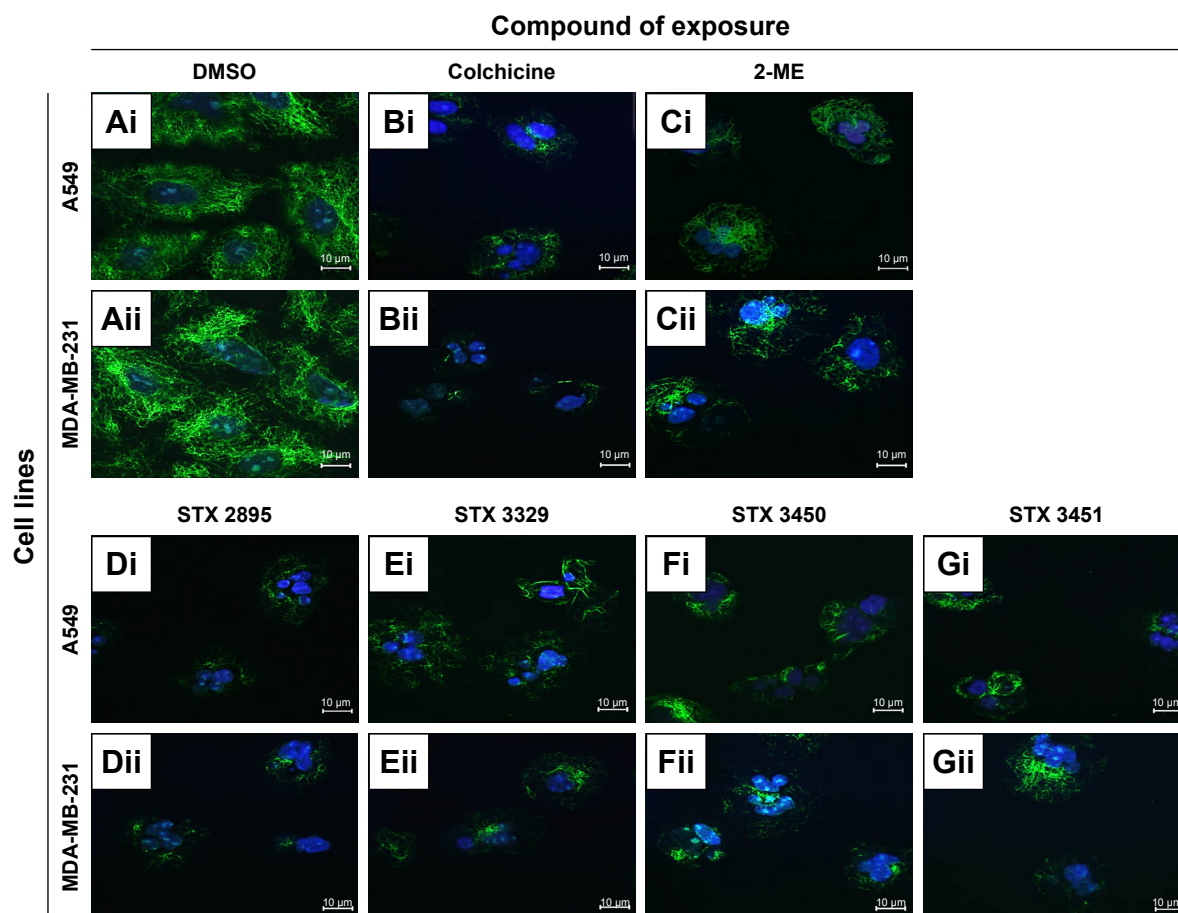 Compound of exposure
DMSO Colchicine 2-ME
Cell lines
A549
Ai Bi Ci
10 µm 10 µm 10 µm
MDA-MB-231
Aii Bii Cii
10 µm 10 µm 10 µm
STX 2895 STX 3329 STX 3450 STX 3451
A549
Di Ei Fi Gi
10 µm 10 µm 10 µm 10 µm
MDA-MB-231
Dii Eii Fii Gii
10 µm 10 µm 10 µm 10 µm